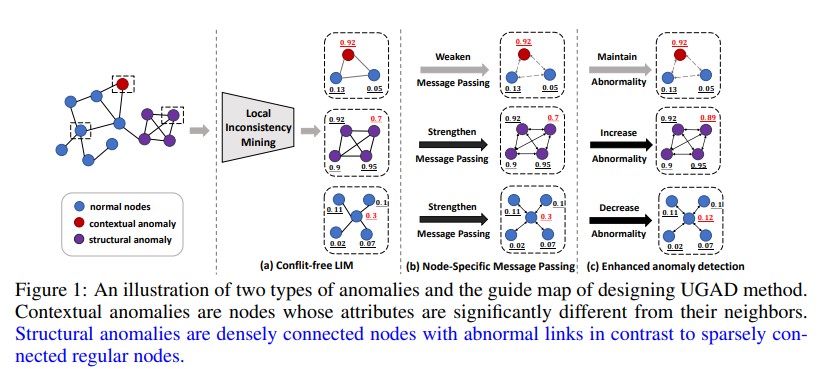 0.92
0.13
0.05
Weaken
Message Passing
0.92
0.13
0.05
Maintain
Abnormality
0.92
0.13
0.05
Local
Inconsistency
Mining
0.92
0.7
0.9
0.95
Strengthen
Message Passing
0.92
0.7
0.9
0.95
Increase
Abnormality
0.92
0.89
0.9
0.95
normal nodes
contextual anomaly
structural anomaly
0.11
0.1
0.3
0.02
0.07
Strengthen
Message Passing
0.11
0.1
0.3
0.02
0.07
Decrease
Abnormality
0.11
0.1
0.12
0.02
0.07
(a) Conflit-free LIM
(b) Node-Specific Message Passing
(c) Enhanced anomaly detection
Figure 1: An illustration of two types of anomalies and the guide map of designing UGAD method.
Contextual anomalies are nodes whose attributes are significantly different from their neighbors.
Structural anomalies are densely connected nodes with abnormal links in contrast to sparsely con-
nected regular nodes.